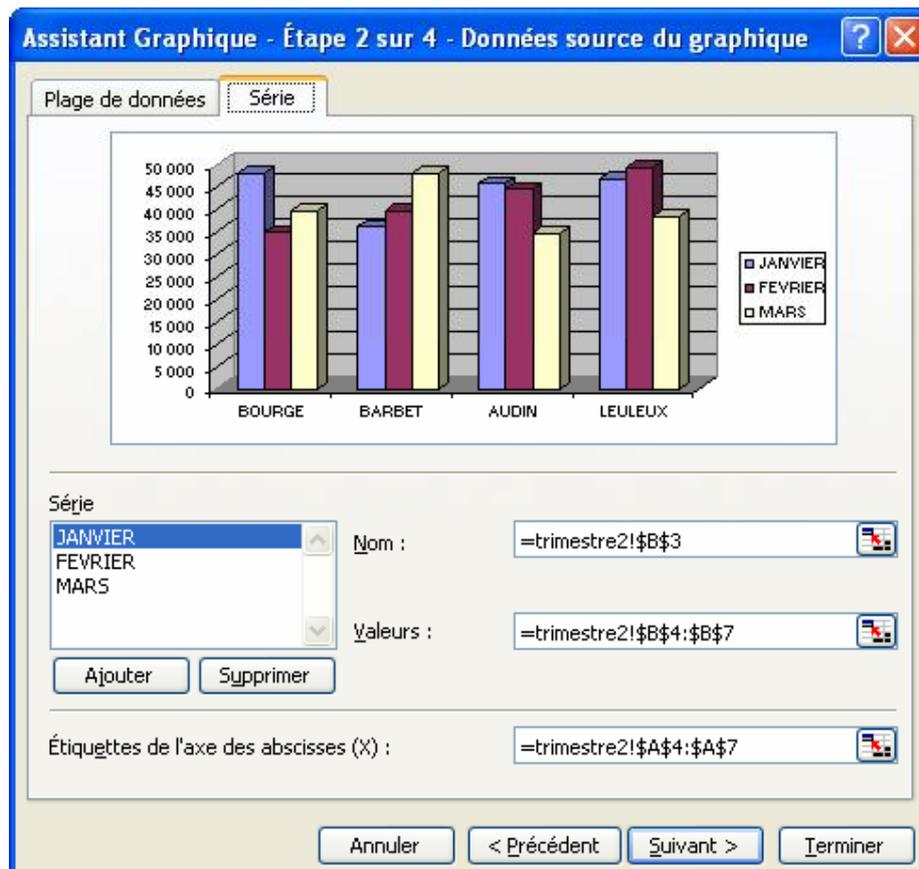 Assistant Graphique - Étape 2 sur 4 - Données source du graphique
Plage de données
Série
50 000
45 000
40 000
35 000
30 000
25 000
20 000
15 000
10 000
5 000
0
BOURGE
BARBET
AUDIN
LEULEUX
JANVIER
FEVRIER
MARS
Série
JANVIER
FEVRIER
MARS
Nom :
=trimestre2!$B$3
Valeurs :
=trimestre2!$B$4:$B$7
Ajouter
Supprimer
Étiquettes de l'axe des abscisses (X) :
=trimestre2!$A$4:$A$7
Annuler
< Précédent
Suivant >
Terminer